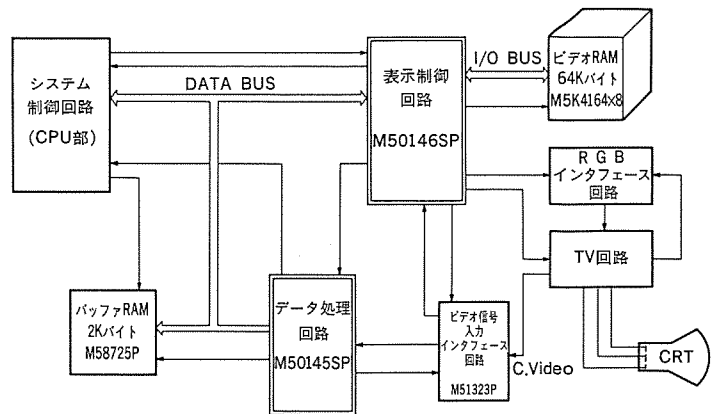 システム
制御回路
(CPU部)
DATA BUS
表示制御
回路
M50146SP
I/O BUS
ビデオRAM
64Kバイト
M5K4164×8
R G B
インタフェース
回路
TV回路
バッファRAM
2Kバイト
M58725P
データ処理
回路
M50145SP
ビデオ信号
入力
インタフェース
回路
M51323P
C.Video
CRT